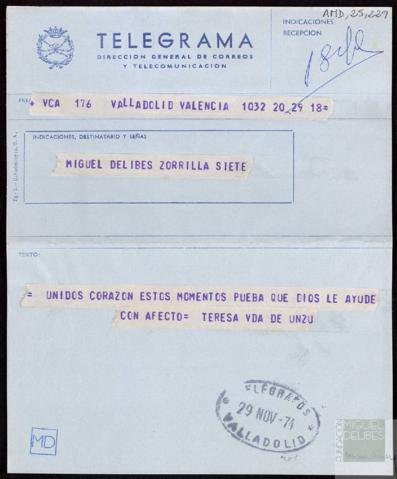 AMD, 25, 227
TELEGRAMA
DIRECCION GENERAL DE CORREOS
Y TELECOMUNICACION
INDICACIONES
RECEPCION
= VCA 176 VALLADOLID VALENCIA 1032 20 29 18=
INDICACIONES, DESTINATARIO Y SEÑAS
MIGUEL DELIBES ZORRILLA SIETE
TEXTO:
= UNIDOS CORAZON ESTOS MOMENTOS PUEBA QUE DIOS LE AYUDE
CON AFECTO= TERESA VDA DE UNZU
TELEGRAFOS
29 NOV-74
VALLADOLID
MD
FUNDACIÓN
MIGUEL
DELIBES